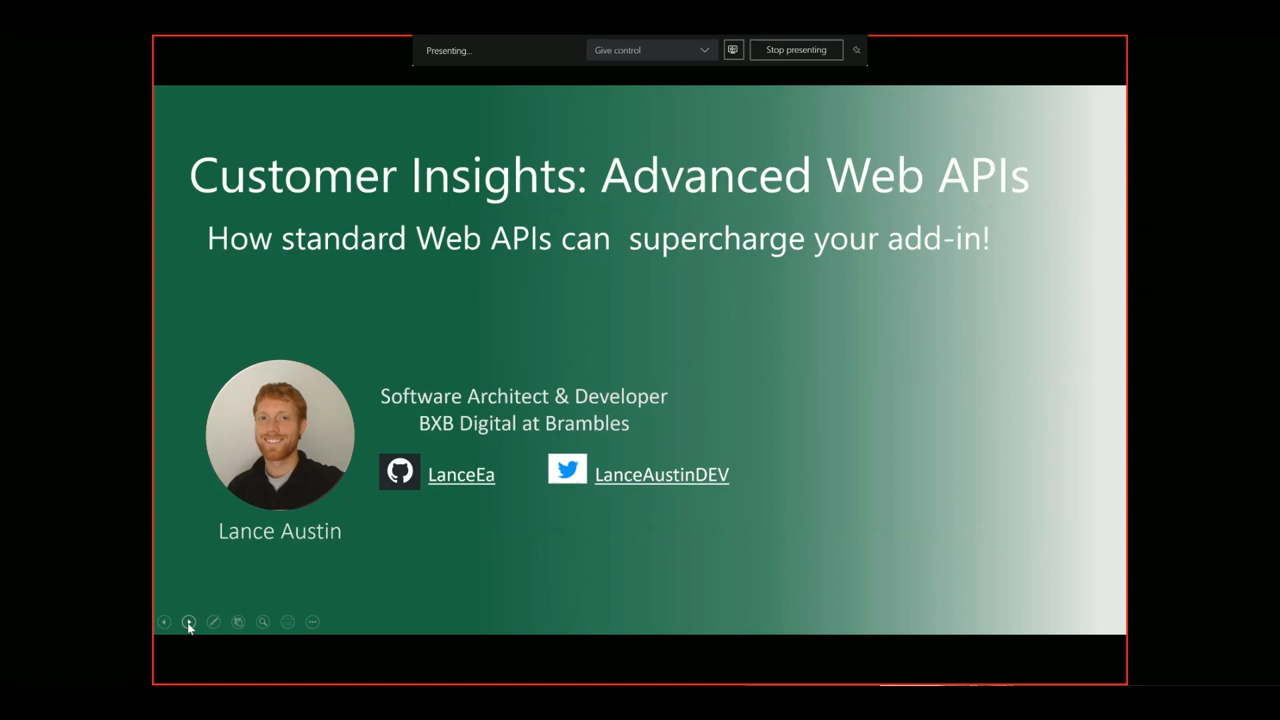 Presenting...
Give control
Stop presenting
Customer Insights: Advanced Web APIs
How standard Web APIs can  supercharge your add-in!
Software Architect & Developer
BXB Digital at Brambles
LanceEa
LanceAustinDEV
Lance Austin